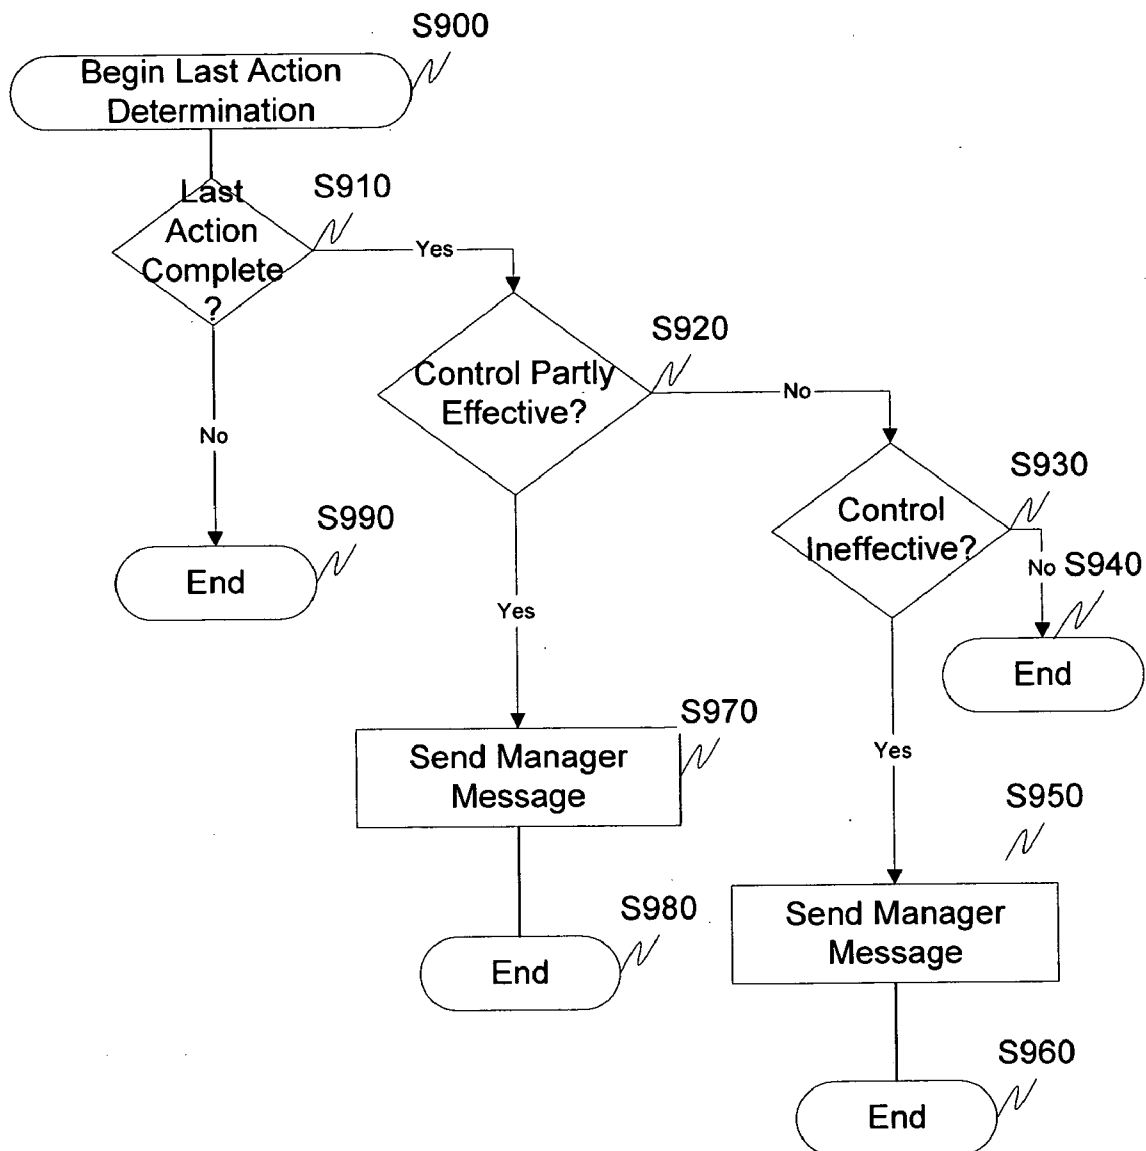 S900
Begin Last Action
Determination
S910
Last
Action
Complete
?
Yes
S920
Control Partly
Effective?
No
No
S930
Control
Ineffective?
S990
End
No
S940
End
Yes
S970
Send Manager
Message
Yes
S950
Send Manager
Message
S980
End
S960
End